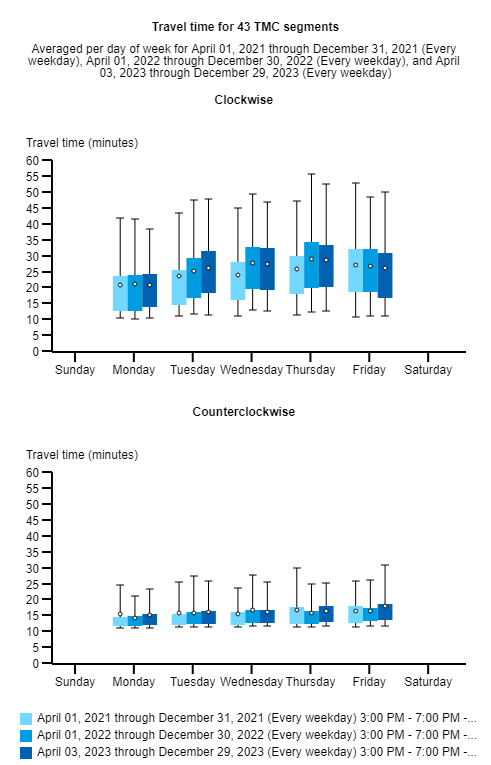 Travel time for 43 TMC segments
Averaged per day of week for April 01, 2021 through December 31, 2021 (Every
weekday), April 01, 2022 through December 30, 2022 (Every weekday), and April
03, 2023 through December 29, 2023 (Every weekday)
Clockwise
Travel time (minutes)
60
55
50
45
40
35
30
25
20
15
10
5
0
Sunday Monday Tuesday Wednesday Thursday Friday Saturday
Counterclockwise
Travel time (minutes)
60
55
50
45
40
35
30
25
20
15
10
5
0
Sunday Monday Tuesday Wednesday Thursday Friday Saturday
April 01, 2021 through December 31, 2021 (Every weekday) 3:00 PM - 7:00 PM -...
April 01, 2022 through December 30, 2022 (Every weekday) 3:00 PM - 7:00 PM -...
April 03, 2023 through December 29, 2023 (Every weekday) 3:00 PM - 7:00 PM -...